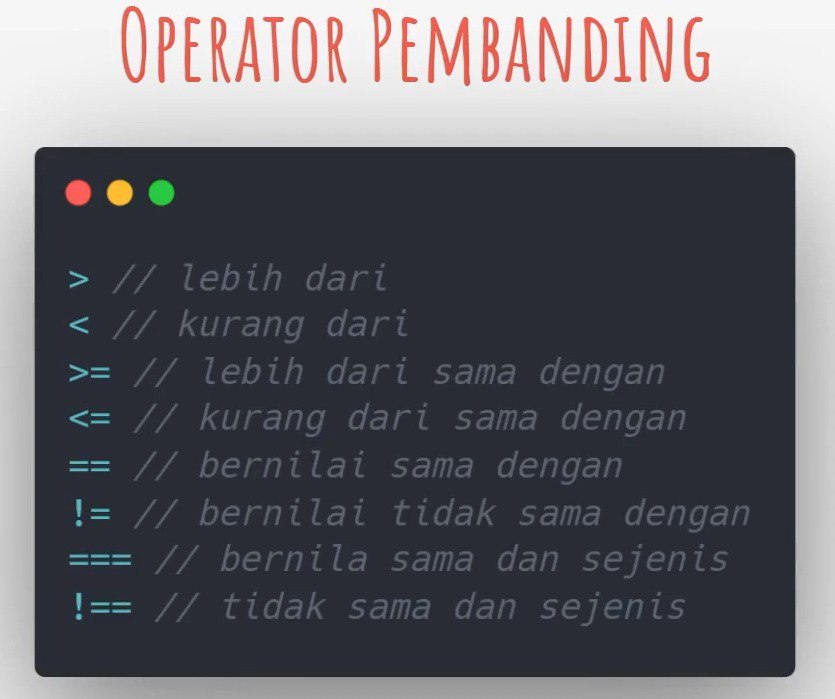 OPERATOR PEMBANDING
> // lebih dari
< // kurang dari
>= // lebih dari sama dengan
<= // kurang dari sama dengan
== // bernilai sama dengan
!= // bernilai tidak sama dengan
=== // bernila sama dan sejenis
!== // tidak sama dan sejenis